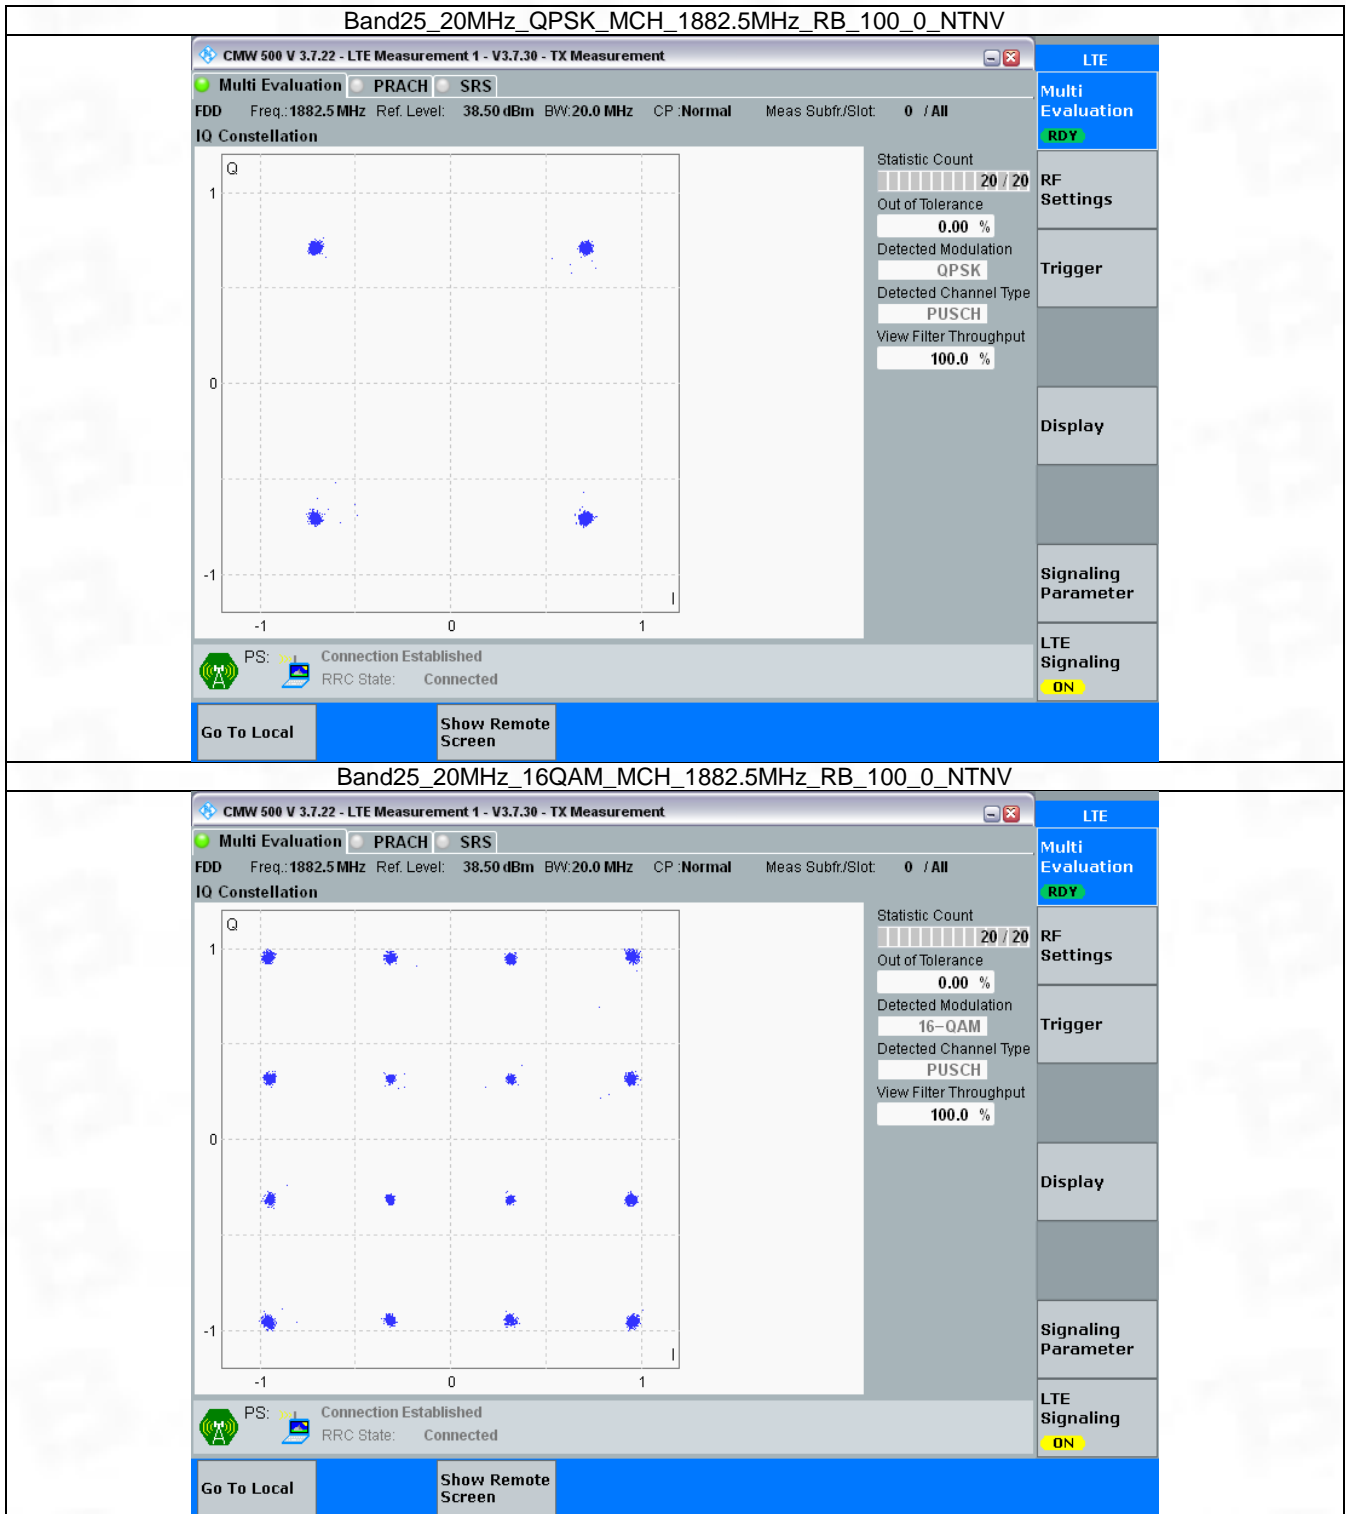 Band25_20MHz_QPSK_MCH_1882.5MHz_RB_100_0_NTNV
CMW 500 V 3.7.22 - LTE Measurement 1 - V3.7.30 - TX Measurement
LTE
Multi Evaluation PRACH SRS
Multi
Evaluation
RDY
FDD Freq.:1882.5 MHz Ref. Level: 38.50 dBm BW:20.0 MHz CP :Normal Meas Subfr./Slot: 0 / All
IQ Constellation
Q
1
0
-1
I
-1 0 1
Statistic Count
20 / 20
Out of Tolerance
0.00 %
Detected Modulation
QPSK
Detected Channel Type
PUSCH
View Filter Throughput
100.0 %
RF
Settings
Trigger
Display
Signaling
Parameter
LTE
Signaling
ON
PS: Connection Established
RRC State: Connected
Go To Local
Show Remote
Screen
Band25_20MHz_16QAM_MCH_1882.5MHz_RB_100_0_NTNV
CMW 500 V 3.7.22 - LTE Measurement 1 - V3.7.30 - TX Measurement
LTE
Multi Evaluation PRACH SRS
Multi
Evaluation
RDY
FDD Freq.:1882.5 MHz Ref. Level: 38.50 dBm BW:20.0 MHz CP :Normal Meas Subfr./Slot: 0 / All
IQ Constellation
Q
1
0
-1
I
-1 0 1
Statistic Count
20 / 20
Out of Tolerance
0.00 %
Detected Modulation
16-QAM
Detected Channel Type
PUSCH
View Filter Throughput
100.0 %
RF
Settings
Trigger
Display
Signaling
Parameter
LTE
Signaling
ON
PS: Connection Established
RRC State: Connected
Go To Local
Show Remote
Screen